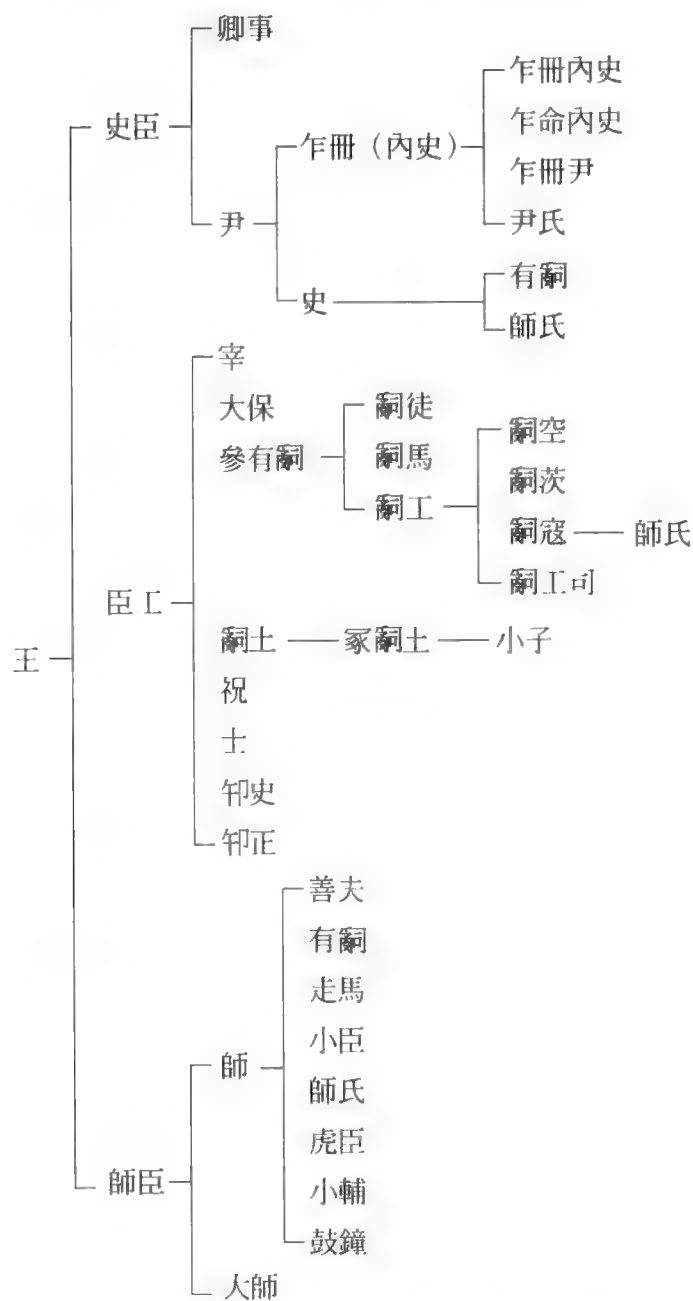 卿事
史臣
尹
乍冊（內史）
乍冊內史
乍命內史
乍冊尹
尹氏
史
有𤔲
師氏
王
臣工
宰
大保
參有𤔲
𤔲徒
𤔲馬
𤔲工
𤔲空
𤔲茨
𤔲寇
師氏
𤔲工司
𤔲土
冢𤔲土
小子
祝
士
史
正
師臣
師
善夫
有𤔲
走馬
小臣
師氏
虎臣
小輔
鼓鐘
大師